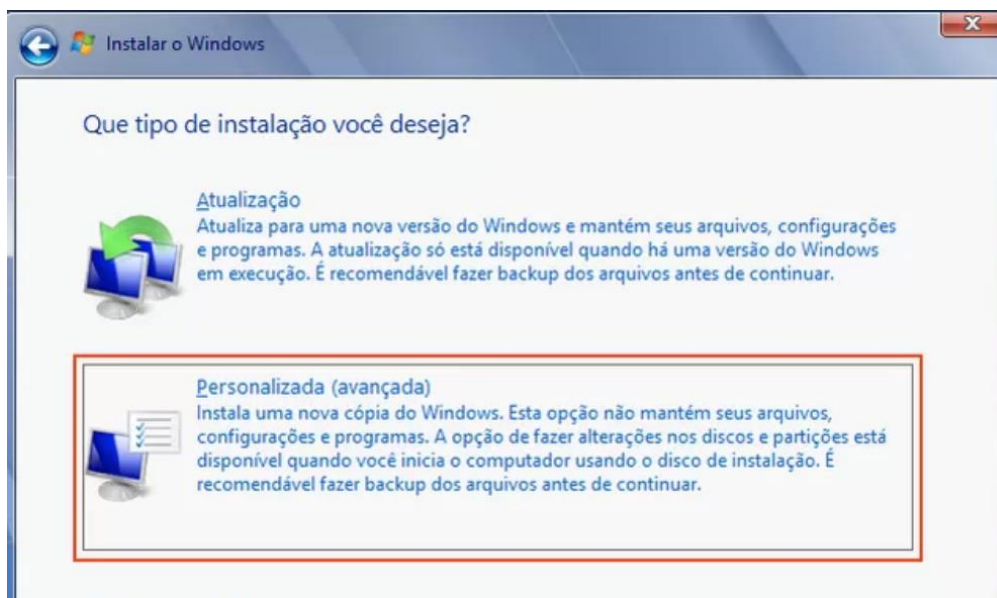 Instalar o Windows
Que tipo de instalação você deseja?
Atualização
Atualiza para uma nova versão do Windows e mantém seus arquivos, configurações
e programas. A atualização só está disponível quando há uma versão do Windows
em execução. É recomendável fazer backup dos arquivos antes de continuar.
Personalizada (avançada)
Instala uma nova cópia do Windows. Esta opção não mantém seus arquivos,
configurações e programas. A opção de fazer alterações nos discos e partições está
disponível quando você inicia o computador usando o disco de instalação. É
recomendável fazer backup dos arquivos antes de continuar.